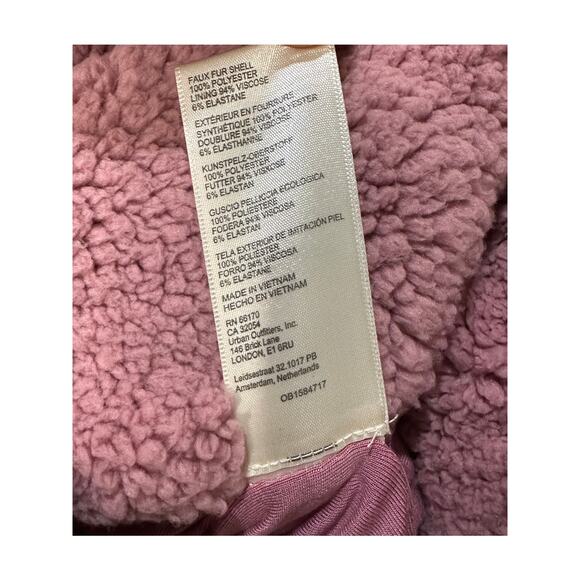 FAUX FUR SHELL
100% POLYESTER
LINING 94% VISCOSE
6% ELASTANE
EXTÉRIEUR EN FOURRURE
SYNTHÉTIQUE 100% POLYESTER
DOUBLURE 94% VISCOSE
6% ÉLASTHANNE
KUNSTPELZ-OBERSTOFF
100% POLYESTER
FUTTER 94% VISKOSE
6% ELASTAN
GUSCIO PELLICCIA ECOLOGICA
100% POLIESTERE
FODERA 94% VISCOSA
6% ELASTAN
TELA EXTERIOR DE IMITACIÓN PIEL
100% POLIÉSTER
FORRO 94% VISCOSA
6% ELASTANE
MADE IN VIETNAM
HECHO EN VIETNAM
RN 66170
CA 32054
Urban Outfitters, Inc.
146 Brick Lane
LONDON, E1 6RU
Leidsestraat 32.1017 PB
Amsterdam, Netherlands
OB1584717